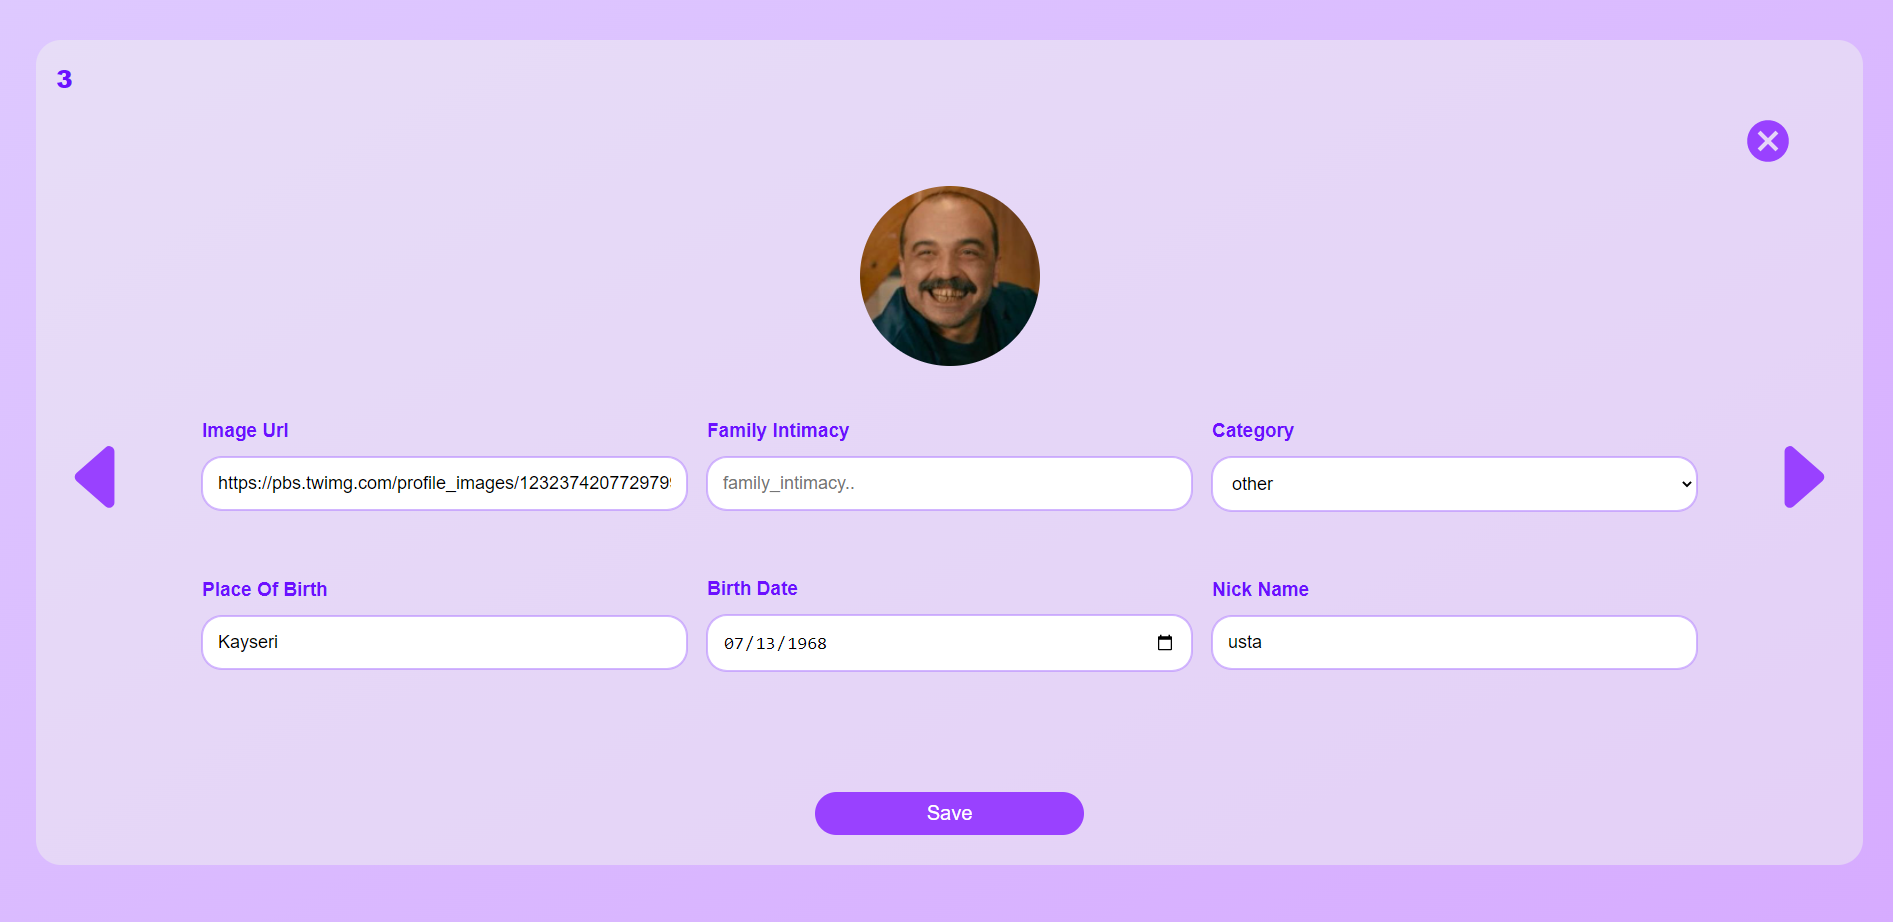 3
Image Url
Family Intimacy
Category
https://pbs.twimg.com/profile_images/123237420772979
family_intimacy..
other
Place Of Birth
Birth Date
Nick Name
Kayseri
07/13/1968
usta
Save